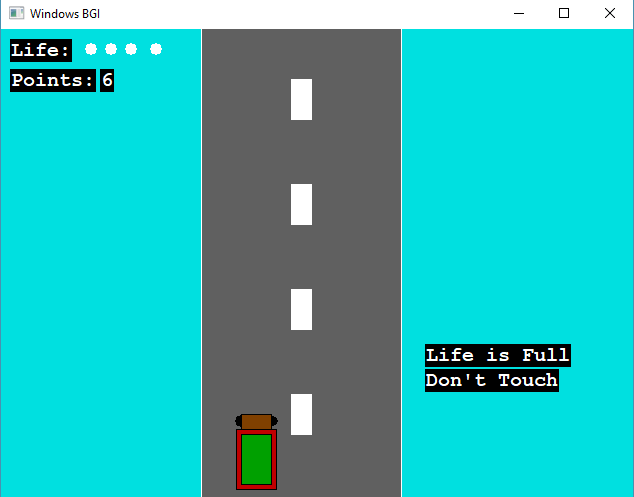 Windows BGI
Life:
Points: 6
Life is Full
Don't Touch